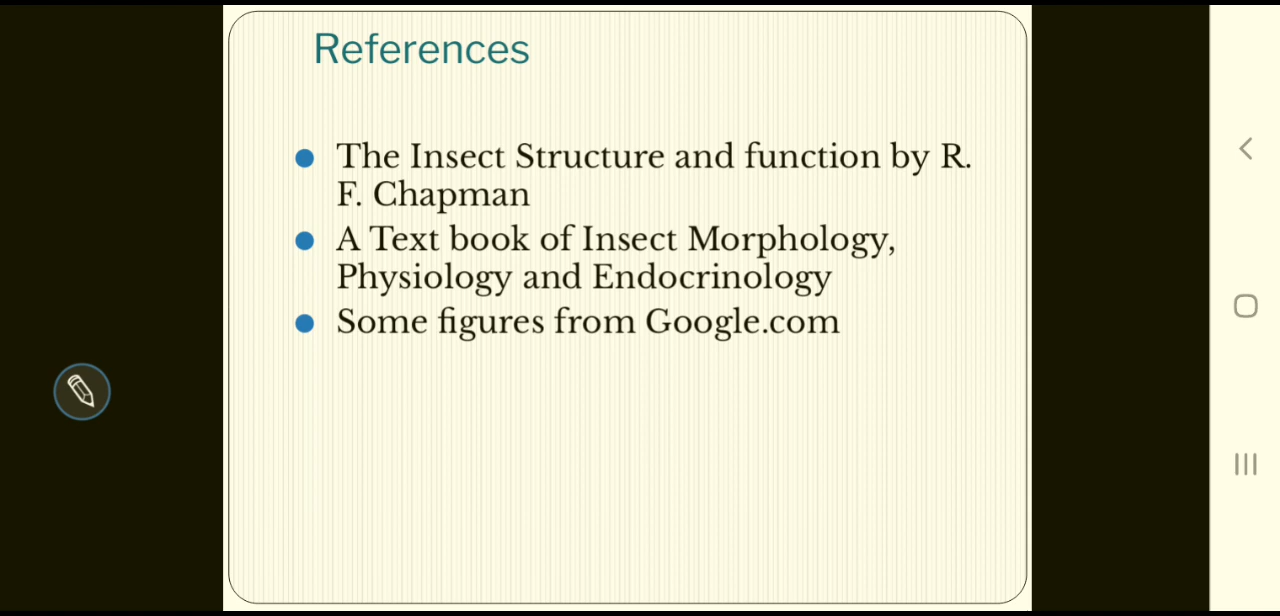 References
The Insect Structure and function by R.
F. Chapman
A Text book of Insect Morphology,
Physiology and Endocrinology
Some figures from Google.com